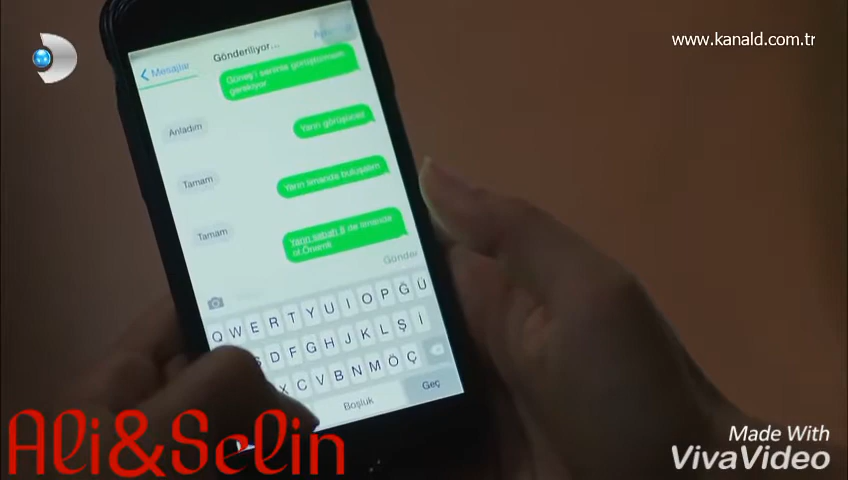 www.kanald.com.tr
Gönderiliyor...
Mesajlar
Güneş'i seninle görüştürmem
gerekiyor
Anladım
Yarın görüşürüz
Tamam
Yarın limanda buluşalım
Tamam
Yarın sabah 8 de limanda
ol.Önemli
Gönder
Q W E R T Y U I O P Ğ Ü
D F G H J K L Ş İ
X C V B N M Ö Ç
Boşluk
Geç
Ali&Selin
Made With
VivaVideo